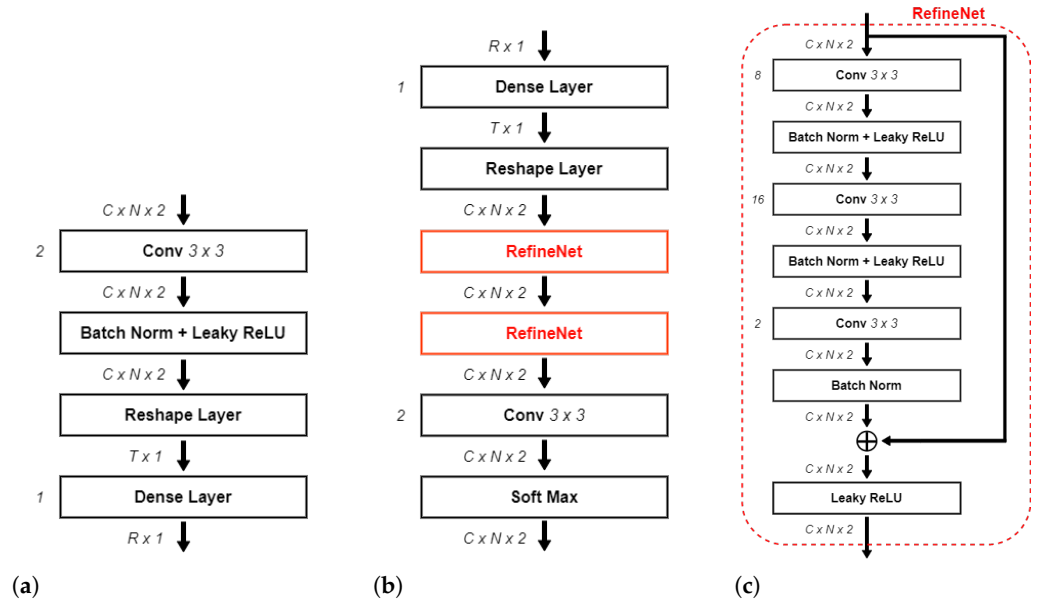 C x N x 2
2
Conv 3 x 3
C x N x 2
Batch Norm + Leaky ReLU
C x N x 2
Reshape Layer
T x 1
1
Dense Layer
R x 1
(a)
R x 1
1
Dense Layer
T x 1
Reshape Layer
C x N x 2
RefineNet
C x N x 2
RefineNet
C x N x 2
2
Conv 3 x 3
C x N x 2
Soft Max
C x N x 2
(b)
RefineNet
C x N x 2
8
Conv 3 x 3
C x N x 2
Batch Norm + Leaky ReLU
C x N x 2
16
Conv 3 x 3
C x N x 2
Batch Norm + Leaky ReLU
C x N x 2
2
Conv 3 x 3
C x N x 2
Batch Norm
C x N x 2
C x N x 2
Leaky ReLU
C x N x 2
(c)